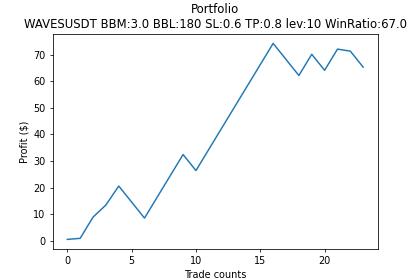 Portfolio
WAVESUSDT BBM:3.0 BBL:180 SL:0.6 TP:0.8 lev:10 WinRatio:67.0
70
60
50
40
30
20
10
0
Profit ($)
0 5 10 15 20
Trade counts